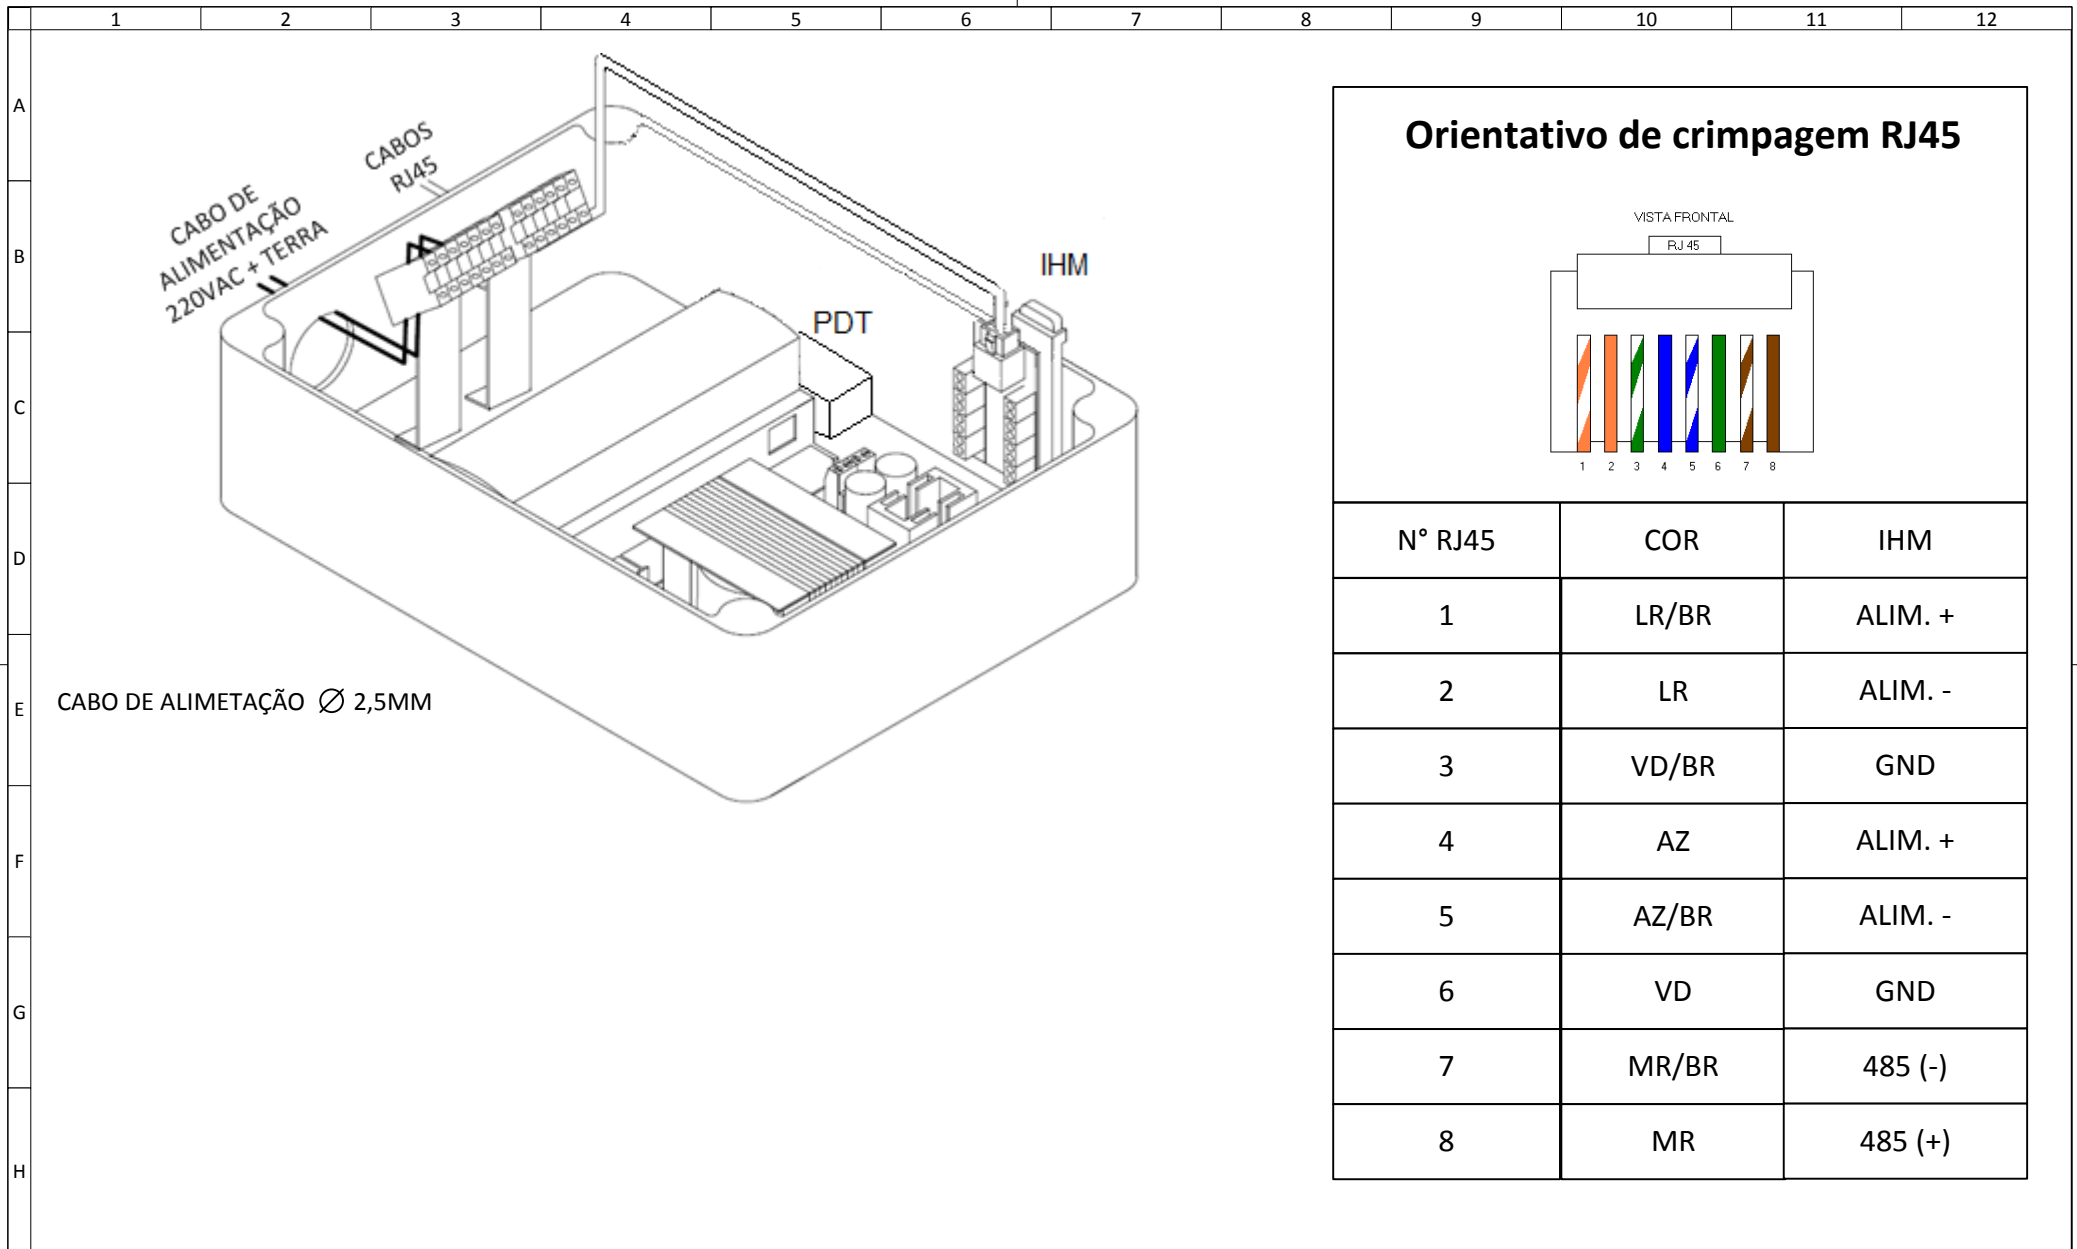 1 2 3 4 5 6 7 8 9 10 11 12
A
B
C
D
E
F
G
H
CABOS
RJ45
CABO DE
ALIMENTAÇÃO
220VAC + TERRA
PDT
IHM
CABO DE ALIMETAÇÃO ∅ 2,5MM
Orientativo de crimpagem RJ45
VISTA FRONTAL
RJ 45
1 2 3 4 5 6 7 8
N° RJ45 COR IHM
1 LR/BR ALIM. +
2 LR ALIM. -
3 VD/BR GND
4 AZ ALIM. +
5 AZ/BR ALIM. -
6 VD GND
7 MR/BR 485 (-)
8 MR 485 (+)